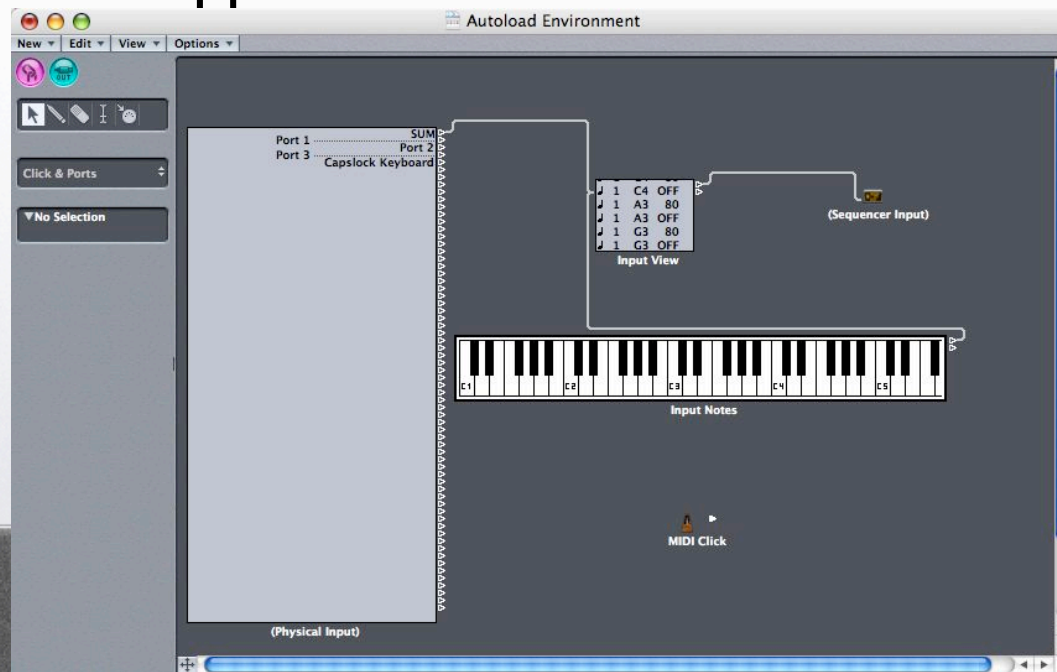 Autoload Environment
New Edit View Options
OUT
Click & Ports
No Selection
SUM
Port 1
Port 2
Port 3
Capslock Keyboard
(Physical Input)
1 C4 OFF
1 A3 80
1 A3 OFF
1 G3 80
1 G3 OFF
Input View
(Sequencer Input)
C1 C2 C3 C4 C5
Input Notes
MIDI Click